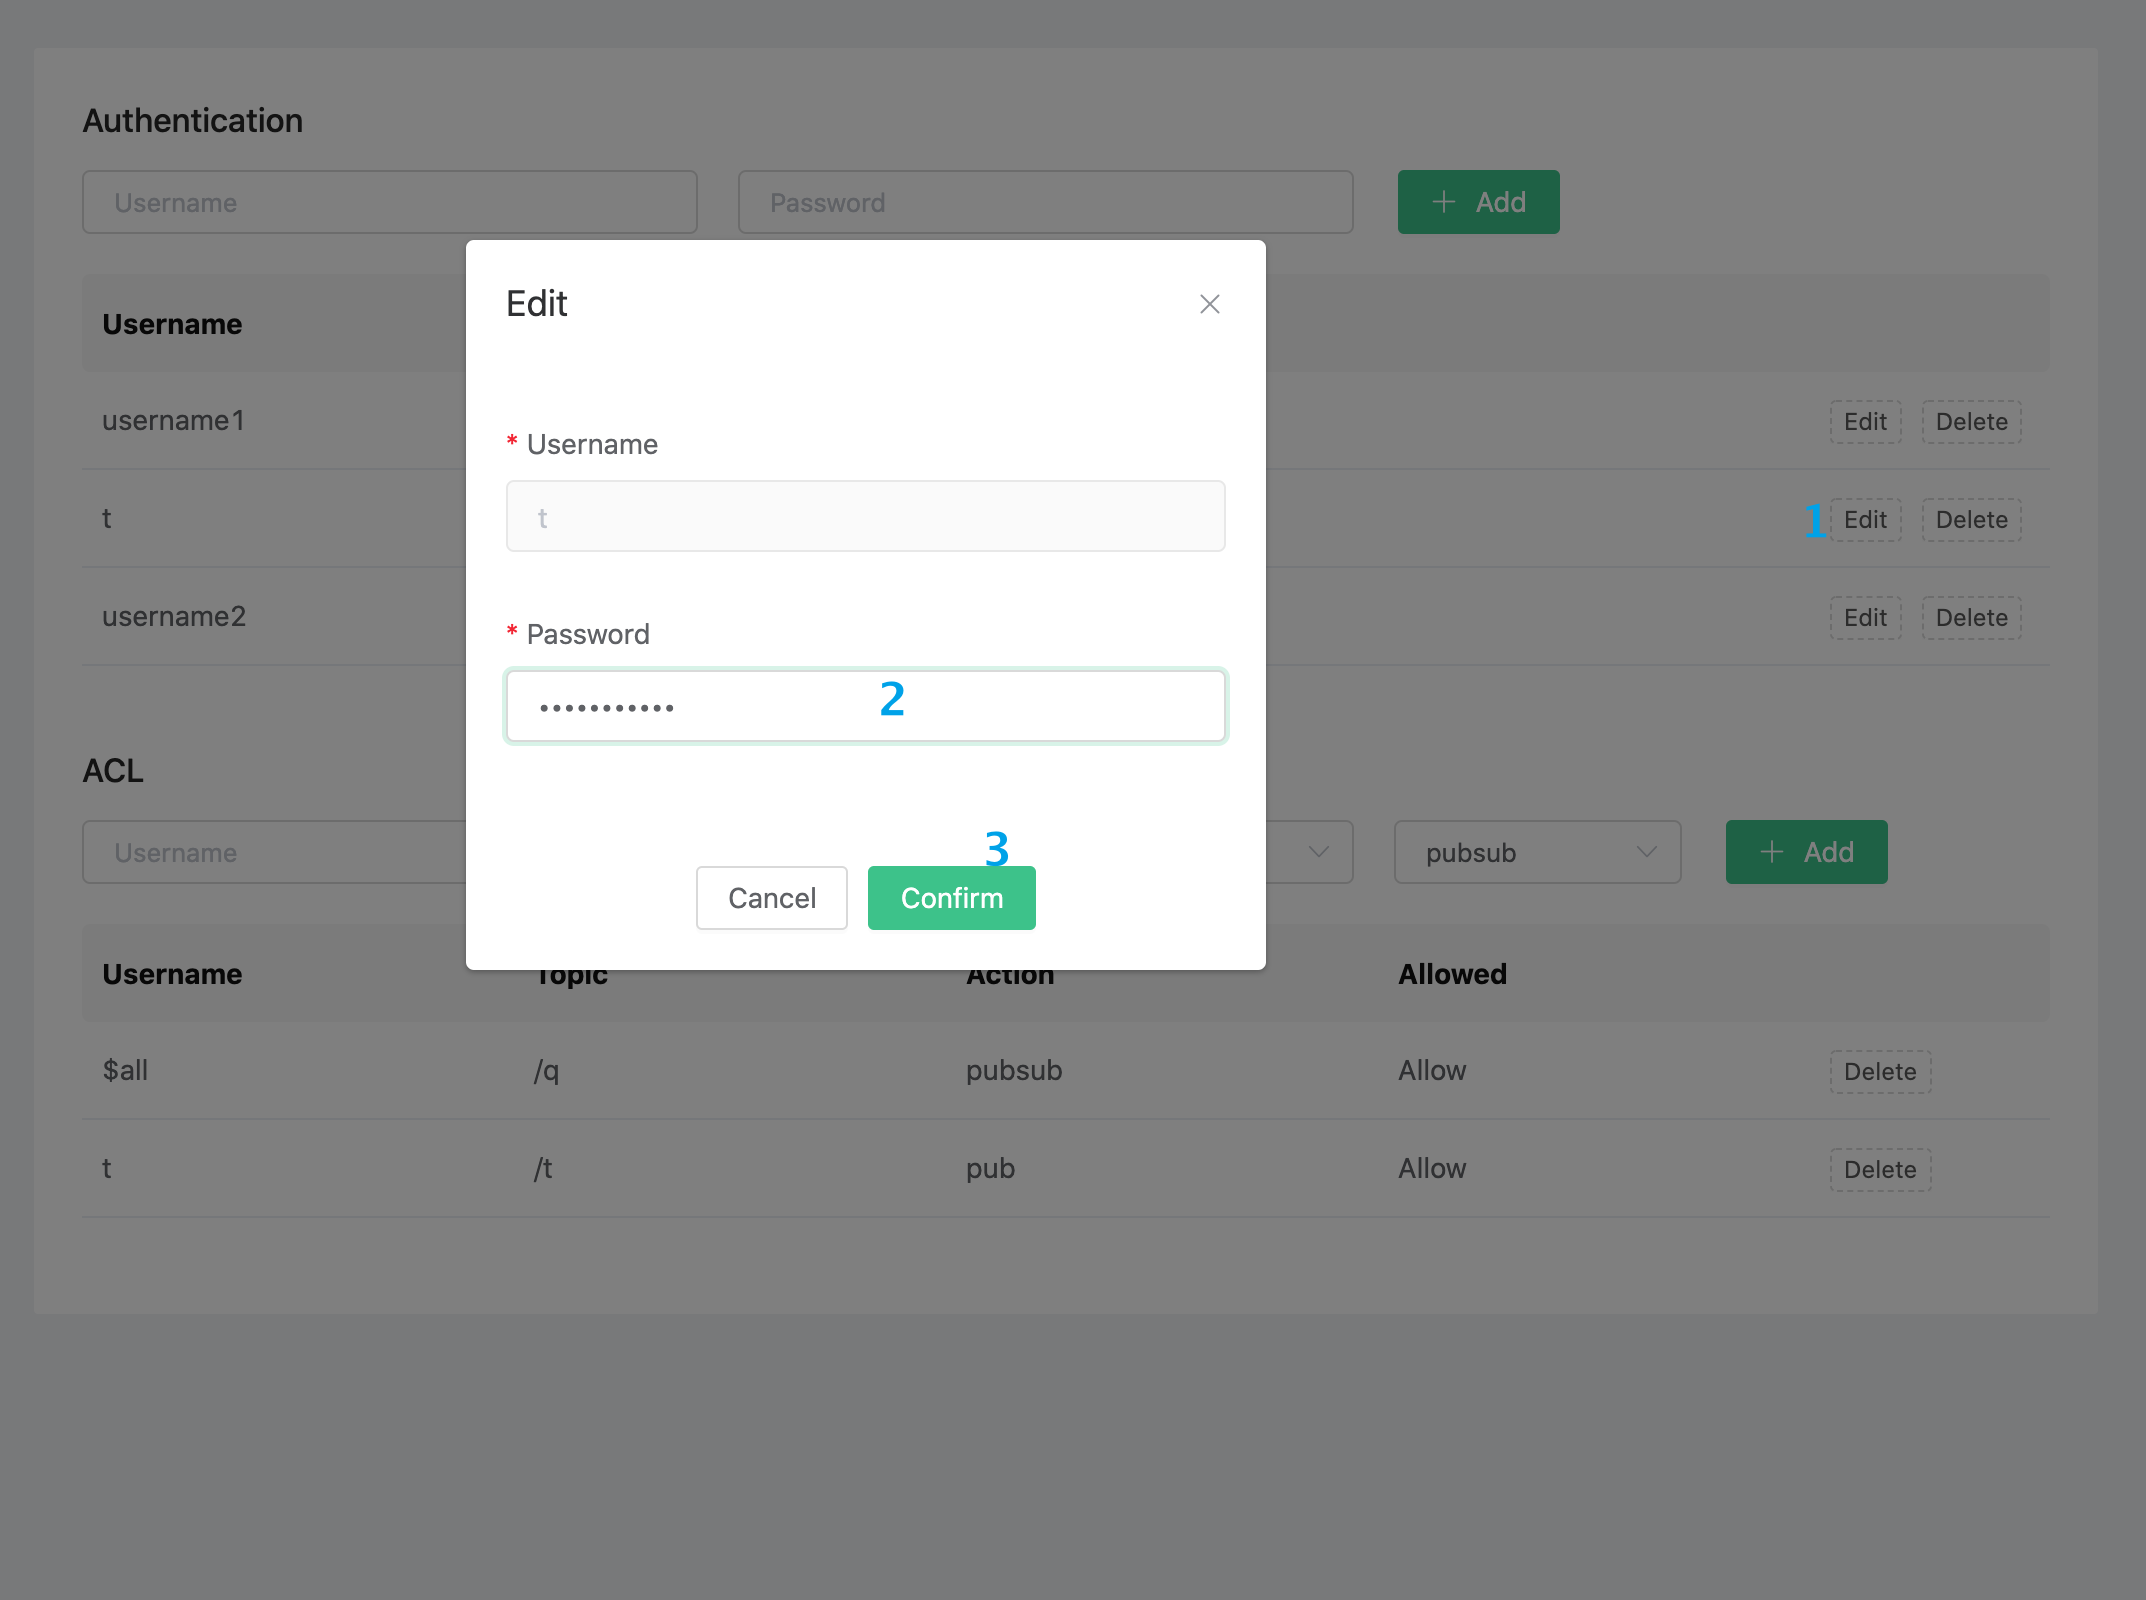 Authentication
Username Password + Add
Username
username1 Edit Delete
t 1 Edit Delete
username2 Edit Delete
Edit
* Username
t
* Password
••••••••••• 2
3
Cancel Confirm
ACL
Username pubsub + Add
Username Topic Action Allowed
$all /q pubsub Allow Delete
t /t pub Allow Delete